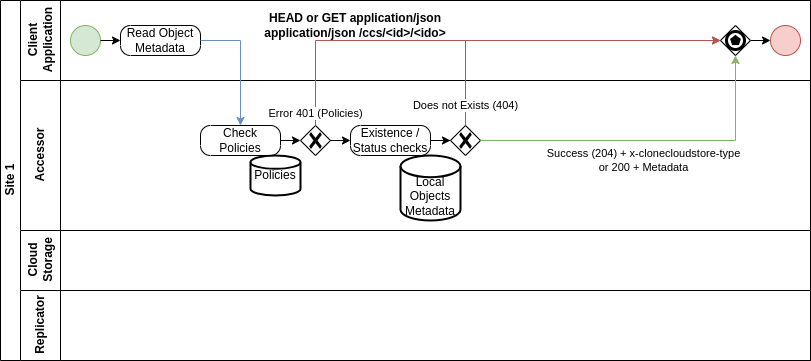 Site 1
Client
Application
Read Object
Metadata
HEAD or GET application/json
application/json /ccs/<id>/<ido>
Accessor
Error 401 (Policies)
Does not Exists (404)
Check
Policies
Existence /
Status checks
Policies
Local
Objects
Metadata
Success (204) + x-clonecloudstore-type
or 200 + Metadata
Cloud
Storage
Replicator